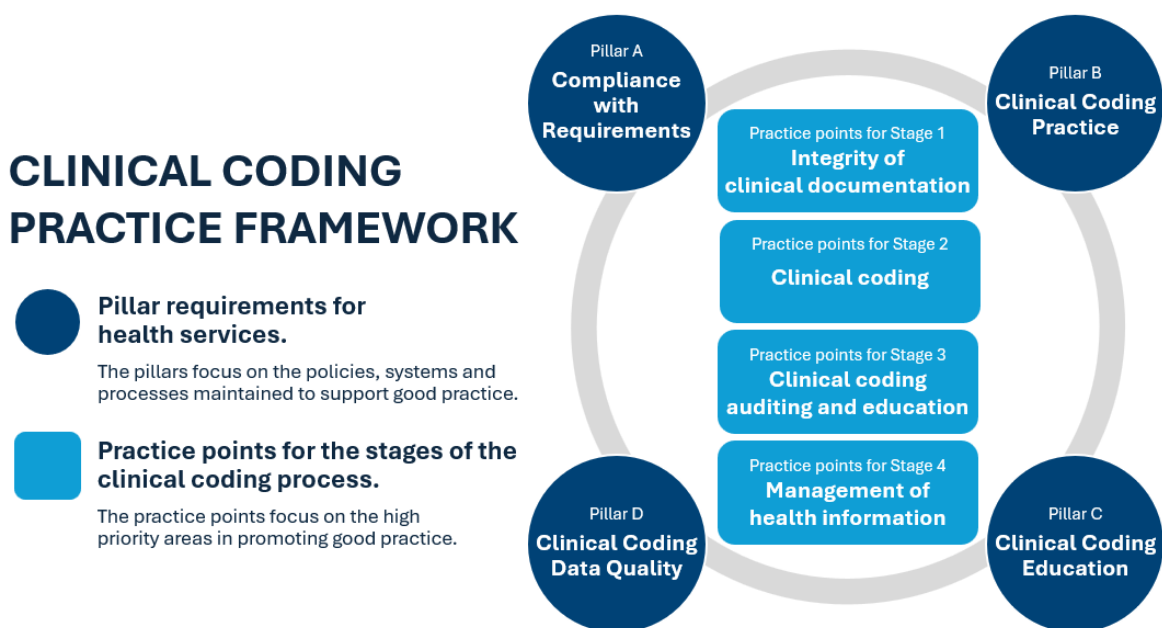 CLINICAL CODING
PRACTICE FRAMEWORK
Pillar requirements for
health services.
The pillars focus on the policies, systems and
processes maintained to support good practice.
Practice points for the stages of the
clinical coding process.
The practice points focus on the high
priority areas in promoting good practice.
Pillar A
Compliance
with
Requirements
Pillar B
Clinical Coding
Practice
Practice points for Stage 1
Integrity of
clinical documentation
Practice points for Stage 2
Clinical coding
Practice points for Stage 3
Clinical coding
auditing and education
Practice points for Stage 4
Management of
health information
Pillar D
Clinical Coding
Data Quality
Pillar C
Clinical Coding
Education